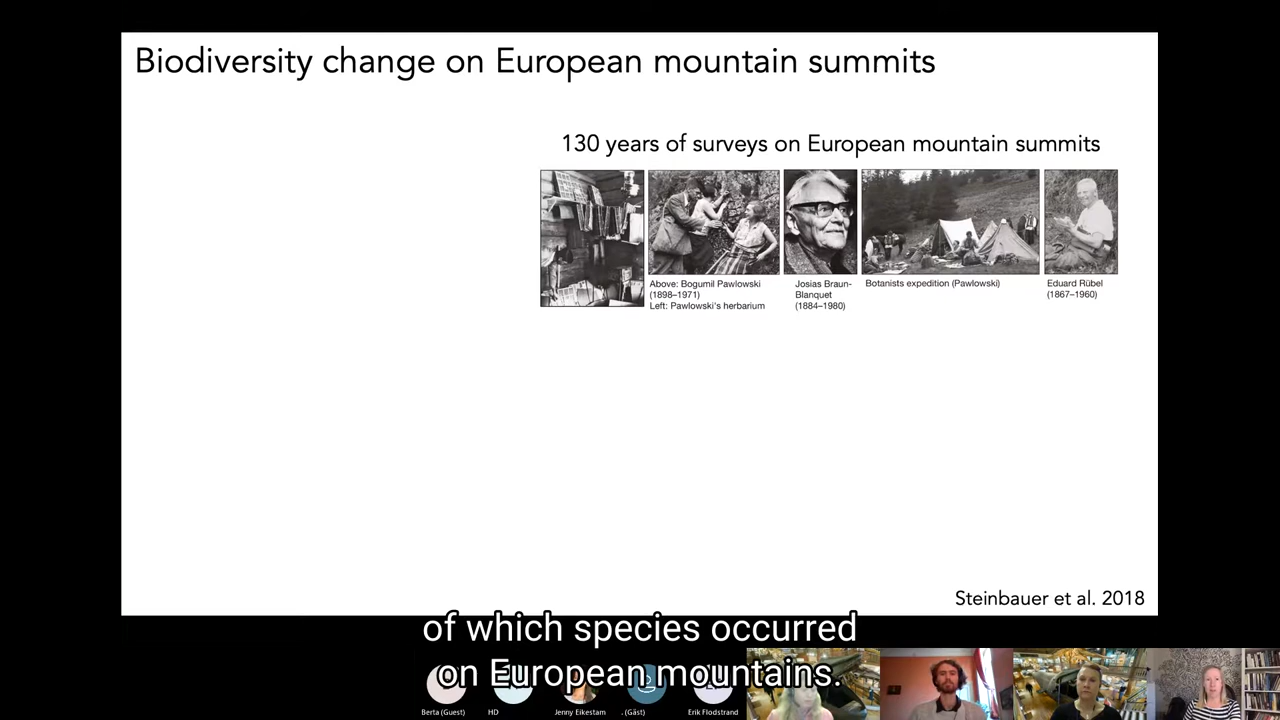 Biodiversity change on European mountain summits
130 years of surveys on European mountain summits
Above: Bogumil Pawlowski
(1898–1971)
Left: Pawlowski's herbarium
Josias Braun-
Blanquet
(1884–1980)
Botanists expedition (Pawlowski)
Eduard Rübel
(1867–1960)
Steinbauer et al. 2018
of which species occurred
on European mountains.
Berta (Guest)
HD
Jenny Eikestam
. (Gäst)
Erik Flodstrand